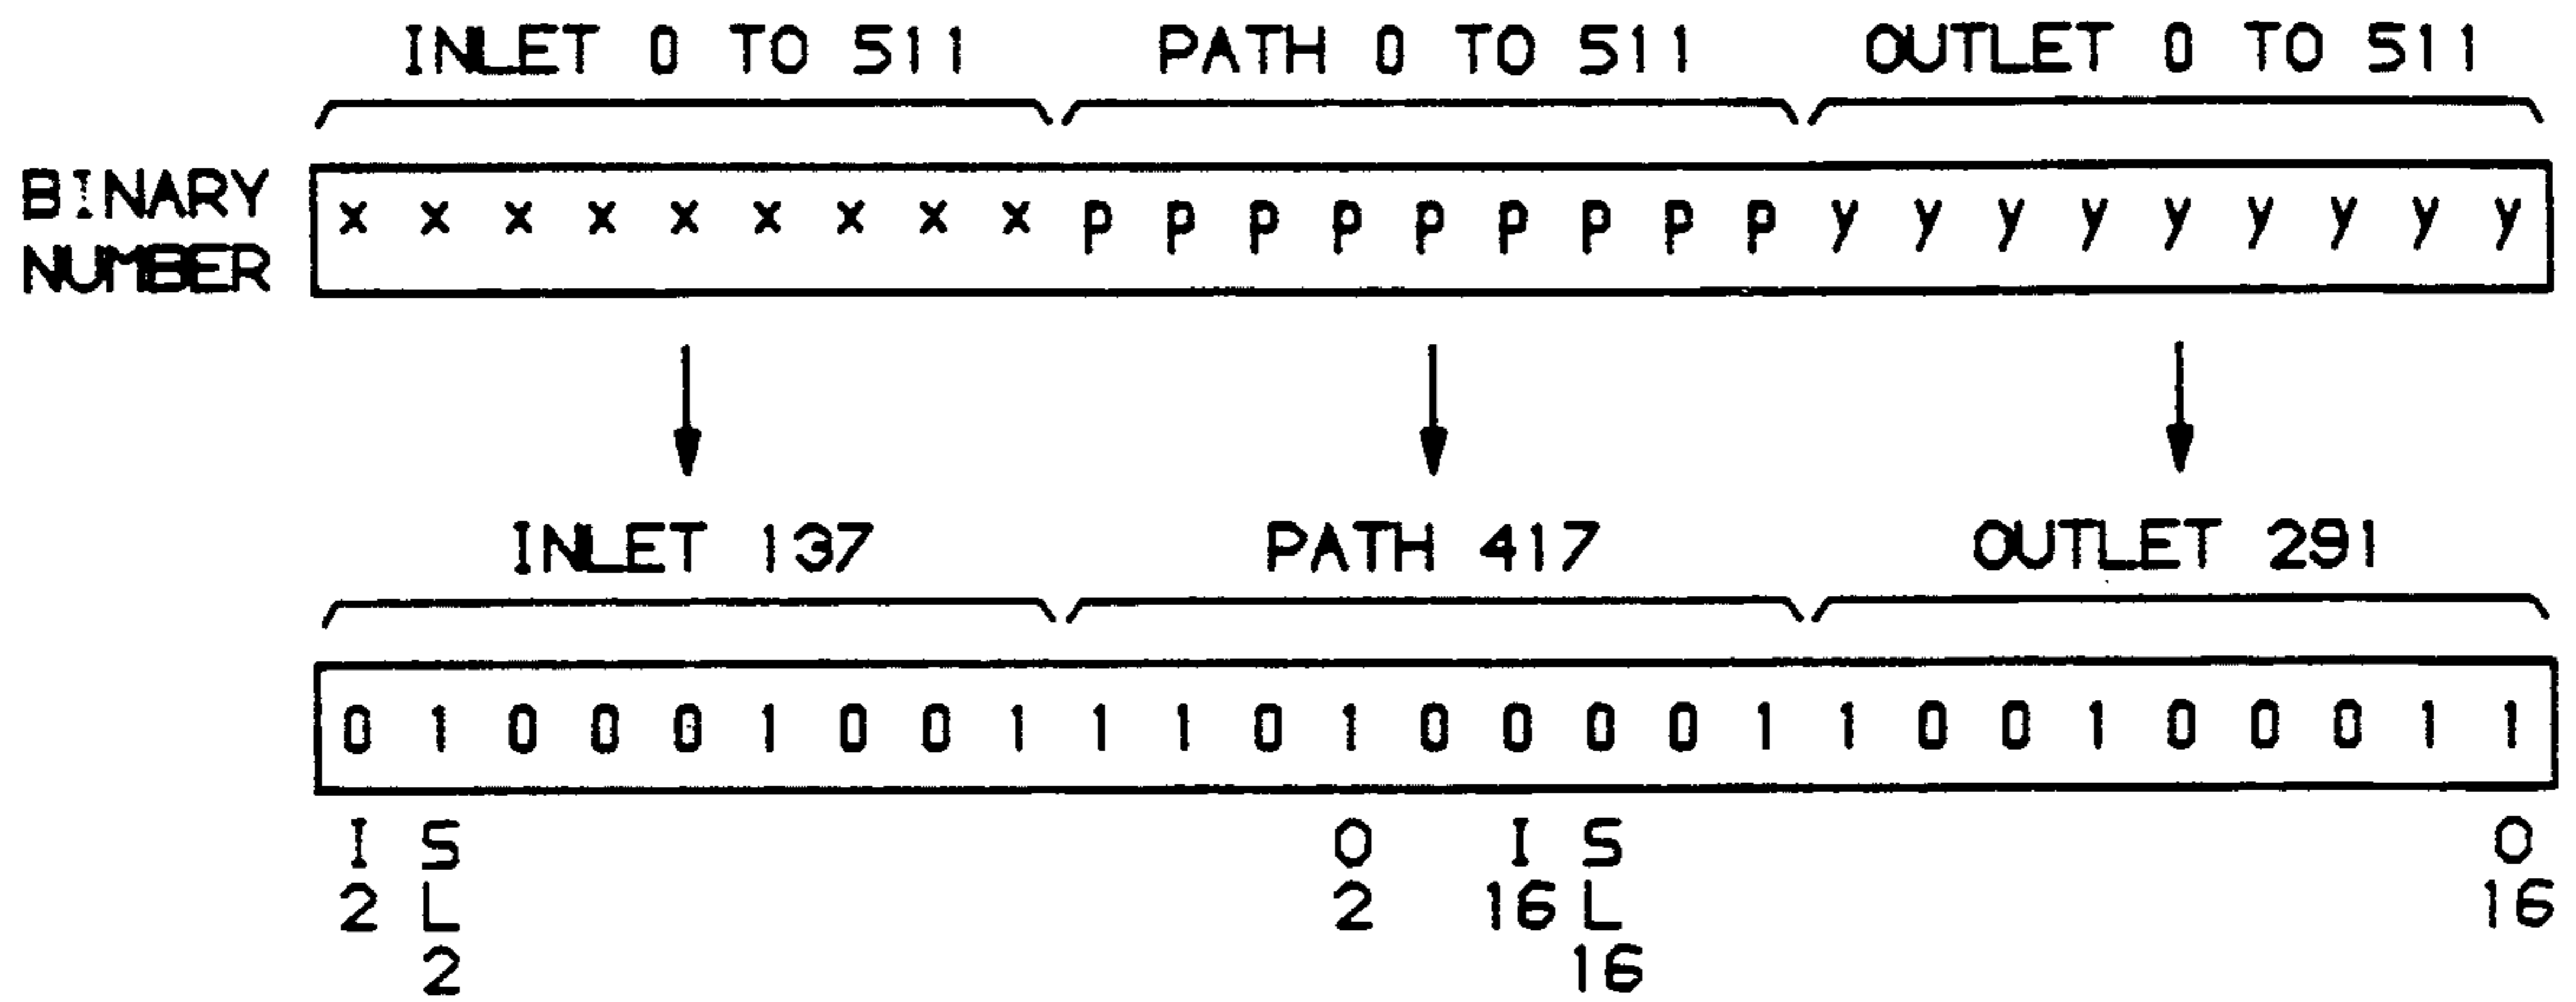 INLET 0 TO 511 PATH 0 TO 511 OUTLET 0 TO 511
BINARY
NUMBER
x x x x x x x x x p p p p p p p p p y y y y y y y y y
INLET 137 PATH 417 OUTLET 291
0 1 0 0 0 1 0 0 1 1 1 0 1 0 0 0 0 1 1 0 0 1 0 0 0 1 1
I S O I S O
2 L 2 16 L 16
2 16